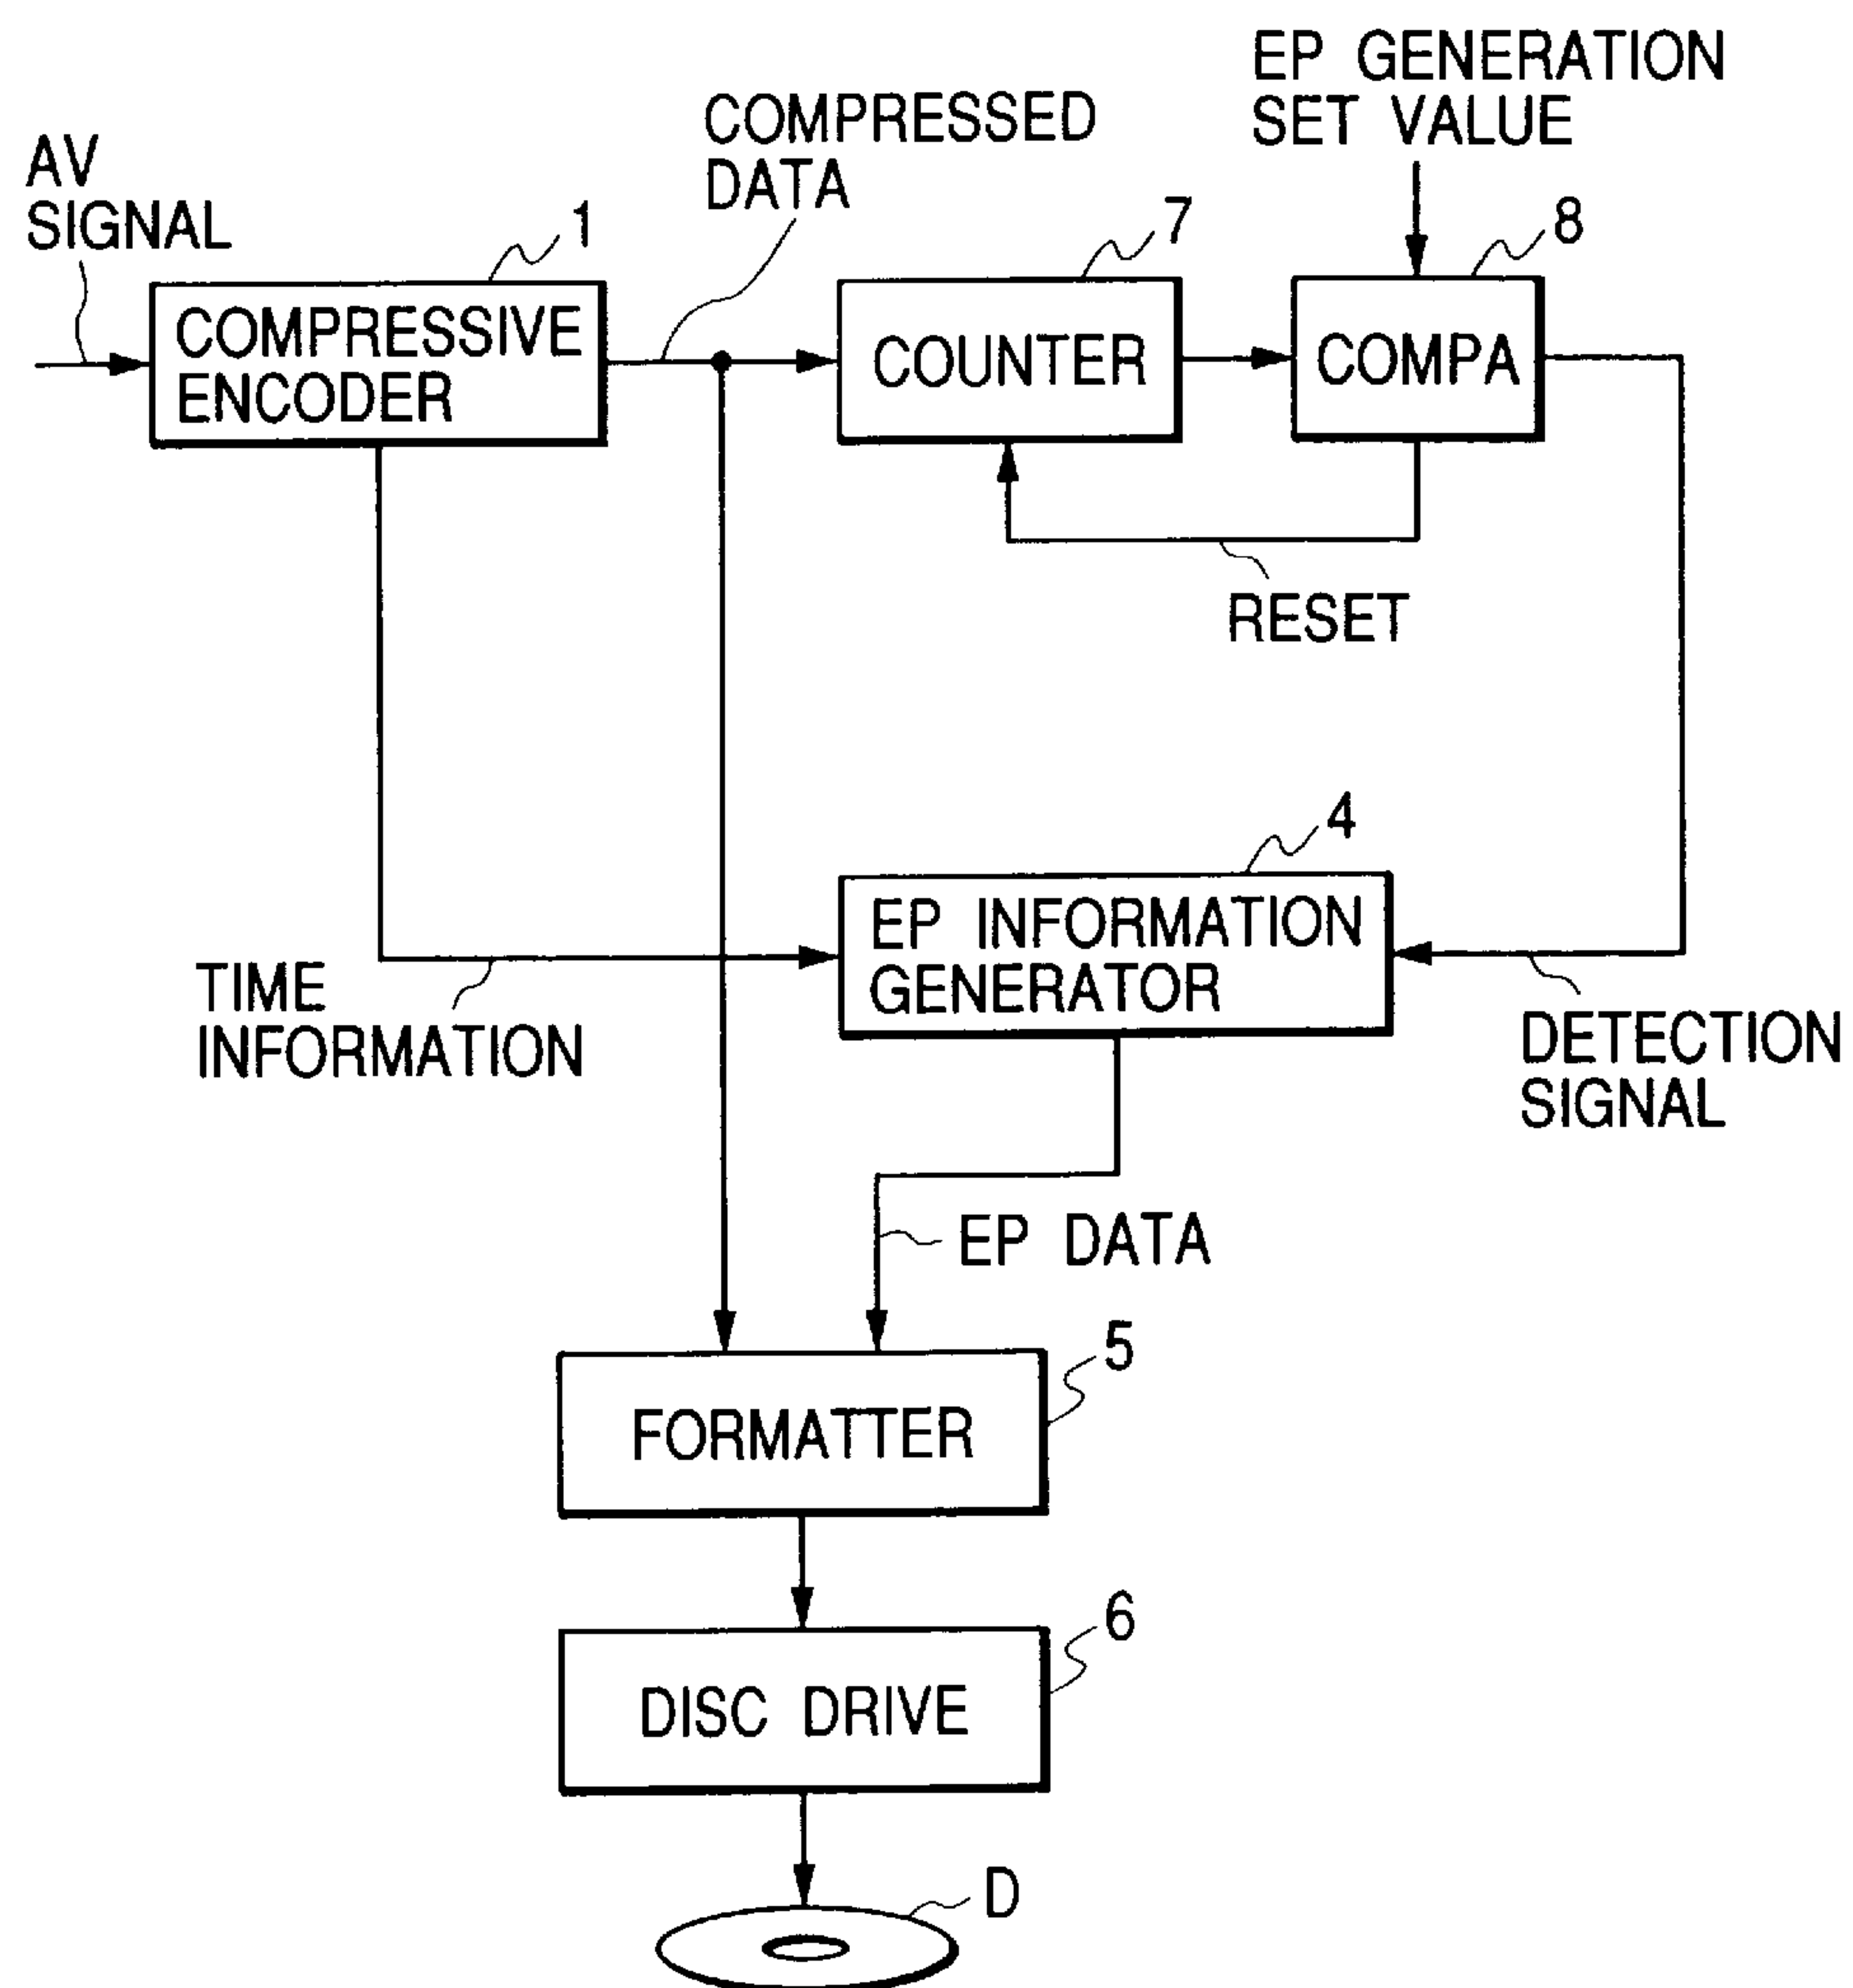 EP GENERATION
SET VALUE
COMPRESSED
DATA
AV
SIGNAL
1
7
8
COMPRESSIVE
ENCODER
COUNTER
COMPA
RESET
4
EP INFORMATION
GENERATOR
TIME
INFORMATION
DETECTION
SIGNAL
EP DATA
5
FORMATTER
6
DISC DRIVE
D